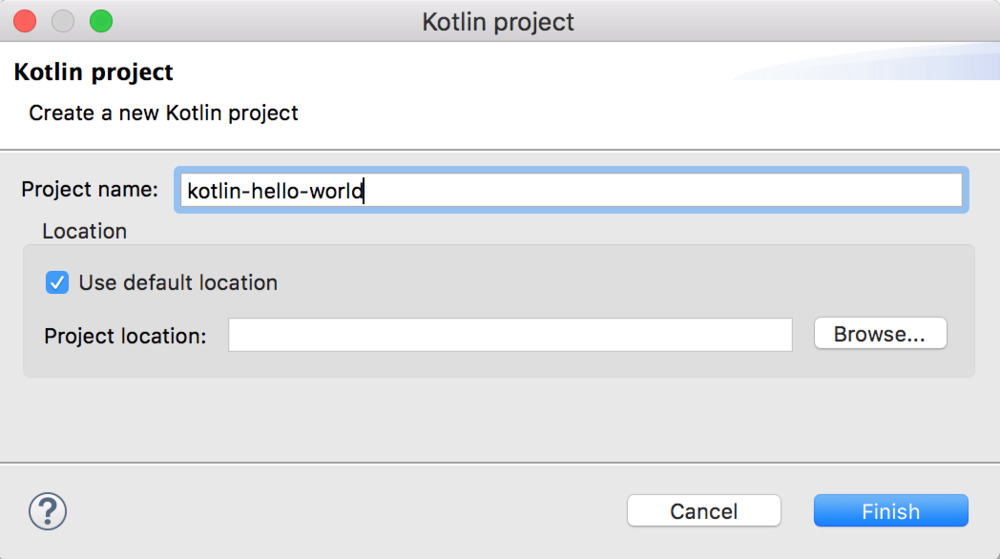 Kotlin project
Kotlin project
Create a new Kotlin project
Project name: kotlin-hello-world
Location
Use default location
Project location: Browse...
? Cancel Finish